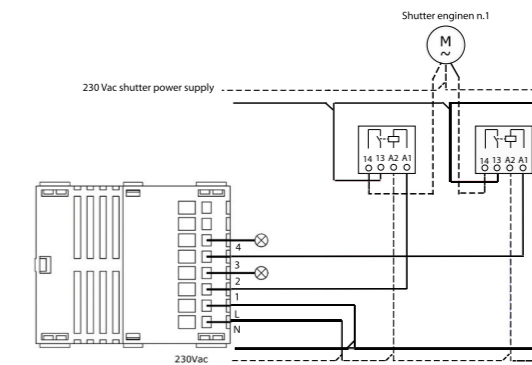 Shutter enginen n.1
M
~
230 Vac shutter power supply
14 13 A2 A1
14 13 A2 A1
4
3
2
1
L
N
230Vac